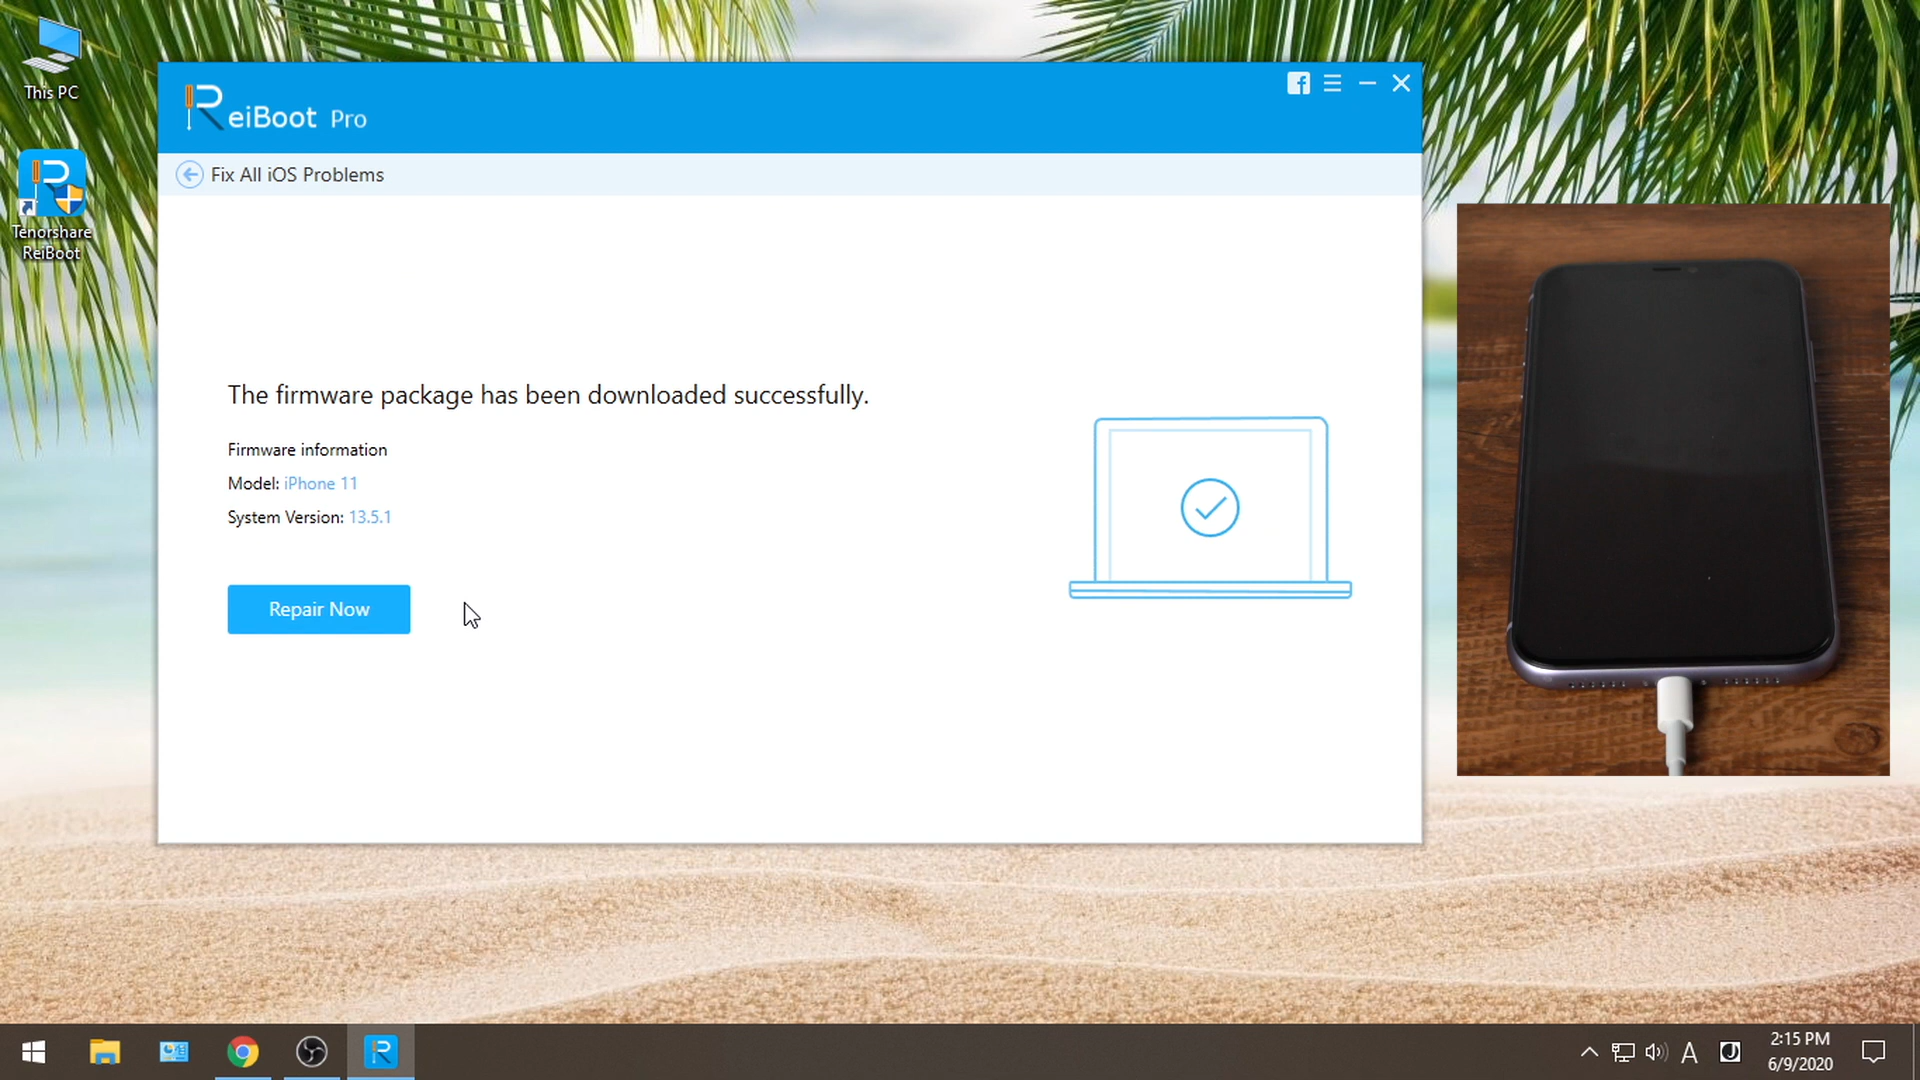 This PC
Tenorshare
ReiBoot
ReiBoot Pro
Fix All iOS Problems
The firmware package has been downloaded successfully.
Firmware information
Model: iPhone 11
System Version: 13.5.1
Repair Now
A
J
2:15 PM
6/9/2020